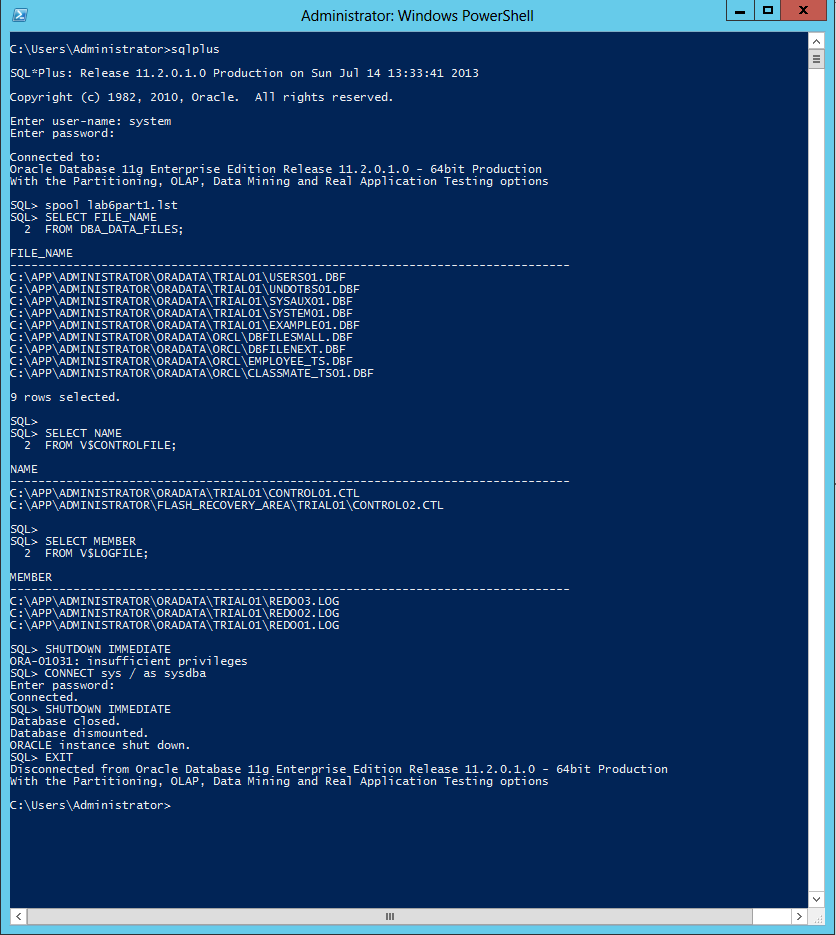 Administrator: Windows PowerShell
C:\Users\Administrator>sqlplus
SQL*Plus: Release 11.2.0.1.0 Production on Sun Jul 14 13:33:41 2013
Copyright (c) 1982, 2010, Oracle.  All rights reserved.
Enter user-name: system
Enter password:
Connected to:
Oracle Database 11g Enterprise Edition Release 11.2.0.1.0 - 64bit Production
With the Partitioning, OLAP, Data Mining and Real Application Testing options
SQL> spool lab6part1.lst
SQL> SELECT FILE_NAME
  2  FROM DBA_DATA_FILES;
FILE_NAME
--------------------------------------------------------------------------------
C:\APP\ADMINISTRATOR\ORADATA\TRIAL01\USERS01.DBF
C:\APP\ADMINISTRATOR\ORADATA\TRIAL01\UNDOTBS01.DBF
C:\APP\ADMINISTRATOR\ORADATA\TRIAL01\SYSAUX01.DBF
C:\APP\ADMINISTRATOR\ORADATA\TRIAL01\SYSTEM01.DBF
C:\APP\ADMINISTRATOR\ORADATA\TRIAL01\EXAMPLE01.DBF
C:\APP\ADMINISTRATOR\ORADATA\ORCL\DBFILESMALL.DBF
C:\APP\ADMINISTRATOR\ORADATA\ORCL\DBFILENEXT.DBF
C:\APP\ADMINISTRATOR\ORADATA\ORCL\EMPLOYEE_TS.DBF
C:\APP\ADMINISTRATOR\ORADATA\ORCL\CLASSMATE_TS01.DBF
9 rows selected.
SQL>
SQL> SELECT NAME
  2  FROM V$CONTROLFILE;
NAME
--------------------------------------------------------------------------------
C:\APP\ADMINISTRATOR\ORADATA\TRIAL01\CONTROL01.CTL
C:\APP\ADMINISTRATOR\FLASH_RECOVERY_AREA\TRIAL01\CONTROL02.CTL
SQL>
SQL> SELECT MEMBER
  2  FROM V$LOGFILE;
MEMBER
--------------------------------------------------------------------------------
C:\APP\ADMINISTRATOR\ORADATA\TRIAL01\REDO03.LOG
C:\APP\ADMINISTRATOR\ORADATA\TRIAL01\REDO02.LOG
C:\APP\ADMINISTRATOR\ORADATA\TRIAL01\REDO01.LOG
SQL> SHUTDOWN IMMEDIATE
ORA-01031: insufficient privileges
SQL> CONNECT sys / as sysdba
Enter password:
Connected.
SQL> SHUTDOWN IMMEDIATE
Database closed.
Database dismounted.
ORACLE instance shut down.
SQL> EXIT
Disconnected from Oracle Database 11g Enterprise Edition Release 11.2.0.1.0 - 64bit Production
With the Partitioning, OLAP, Data Mining and Real Application Testing options
C:\Users\Administrator>